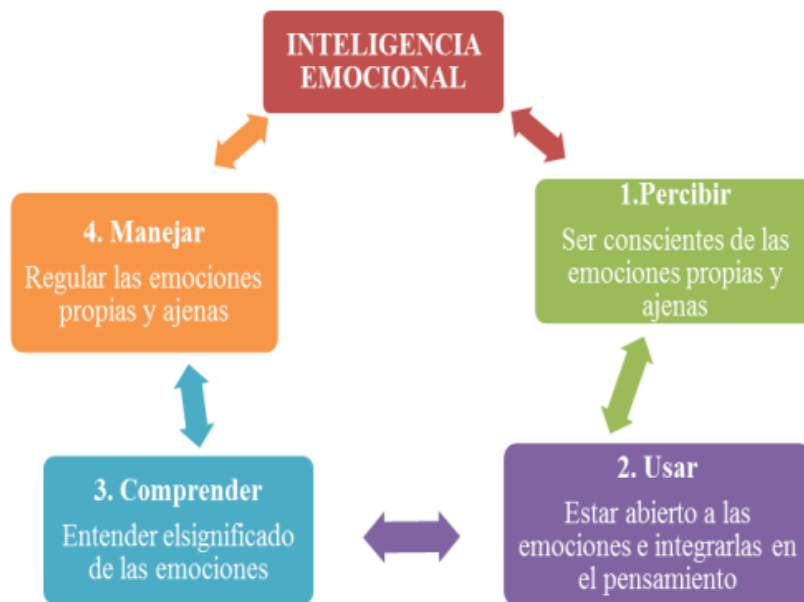 INTELIGENCIA
EMOCIONAL
1.Percibir
Ser conscientes de las
emociones propias y
ajenas
2. Usar
Estar abierto a las
emociones e integrarlas en
el pensamiento
3. Comprender
Entender elsignificado
de las emociones
4. Manejar
Regular las emociones
propias y ajenas